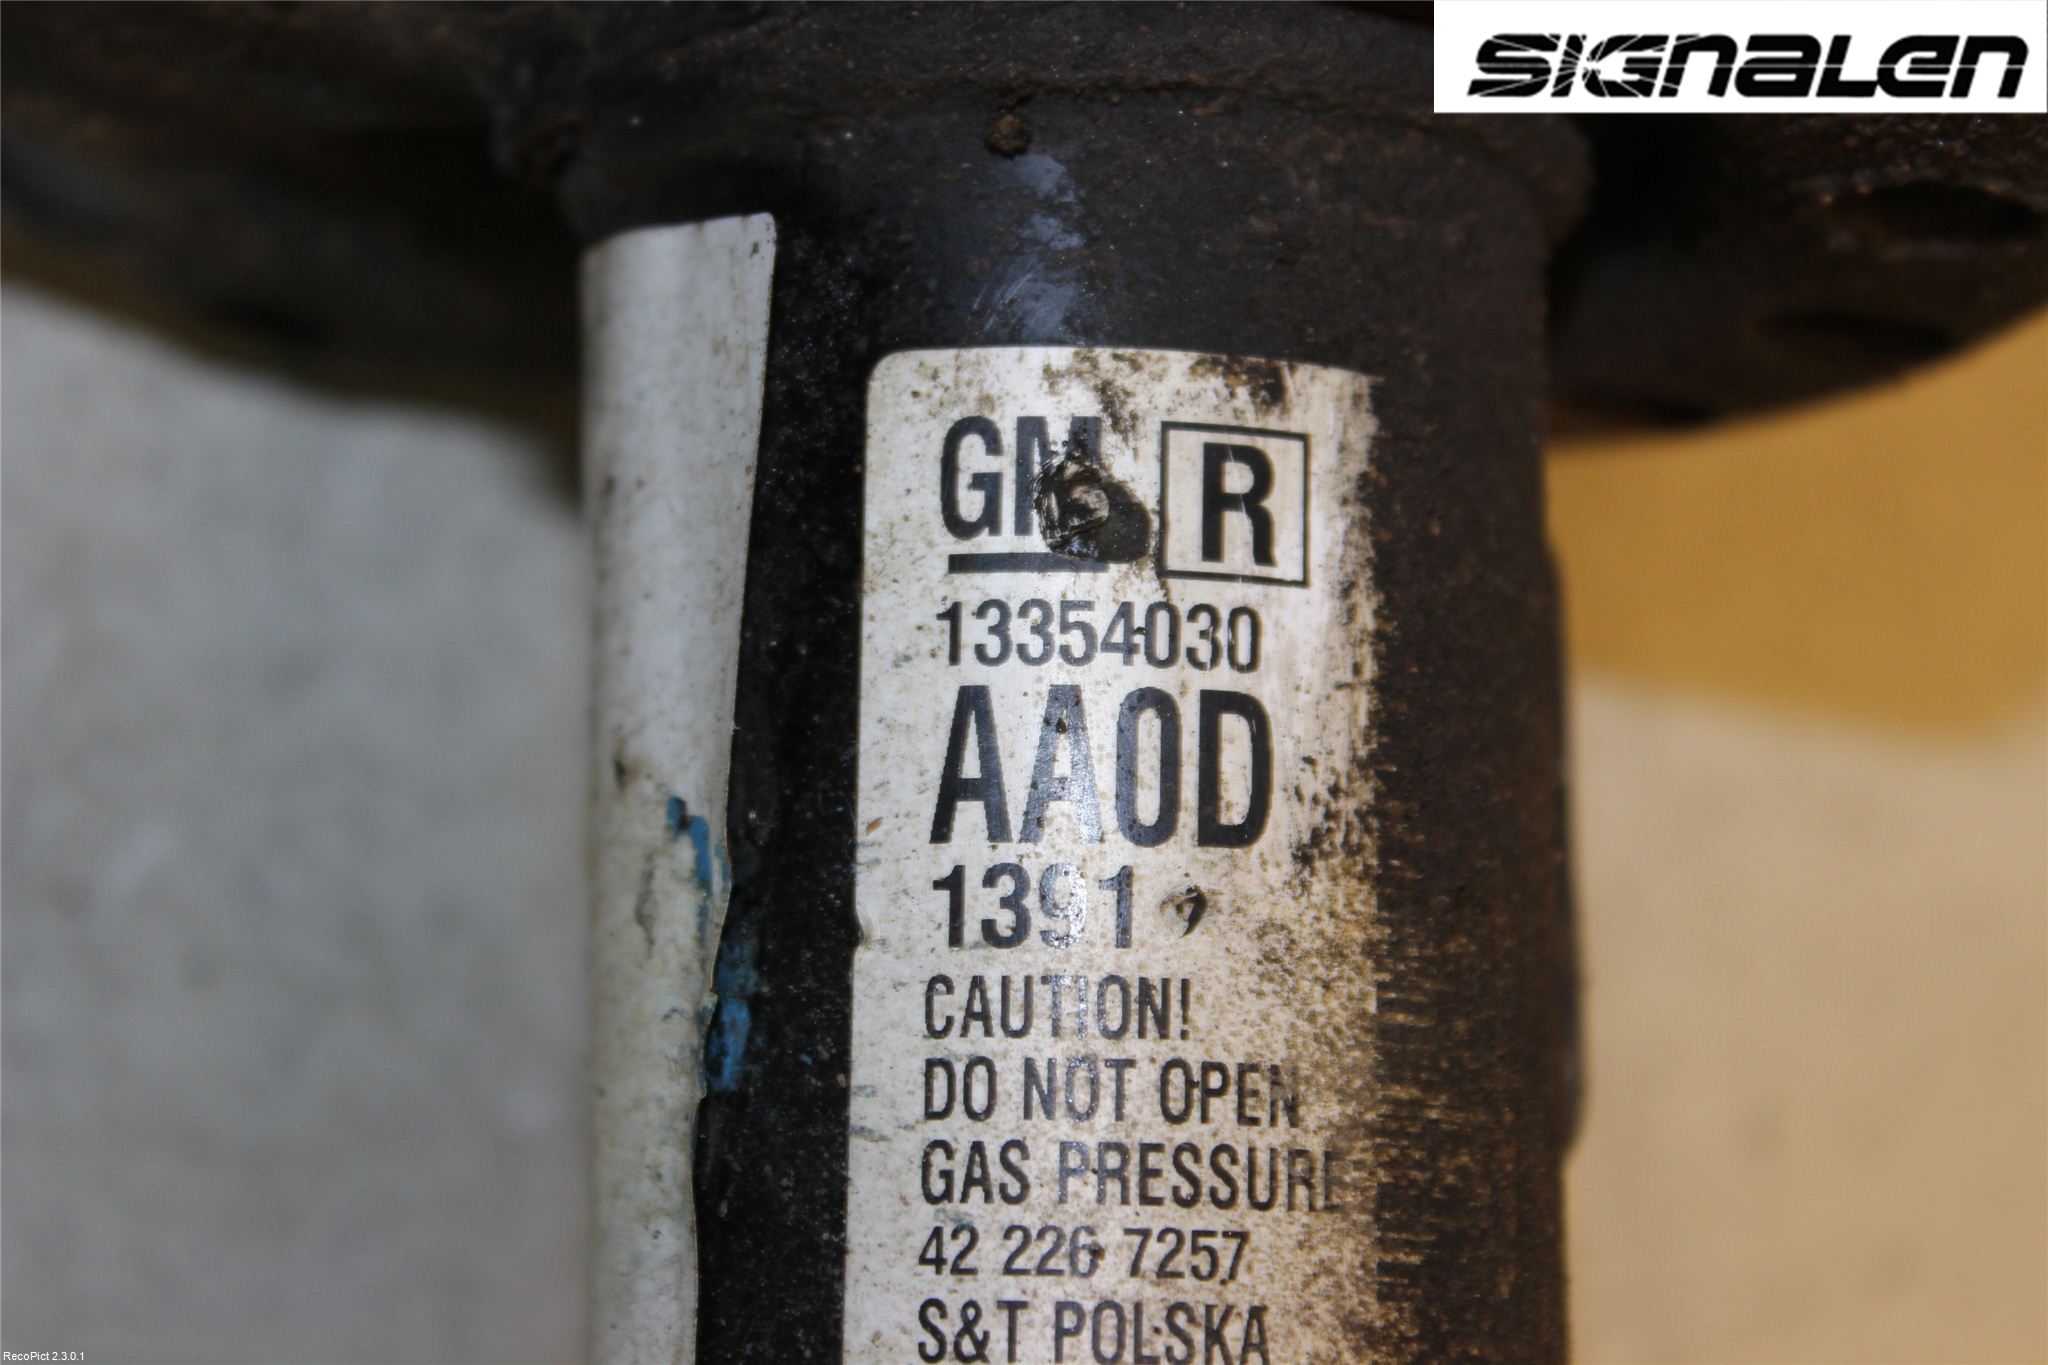 SIGNALEN
GM R
13354030
AA0D
1391
CAUTION!
DO NOT OPEN
GAS PRESSURE
42 226 7257
S&T POLSKA
RecoPict 2.3.0.1